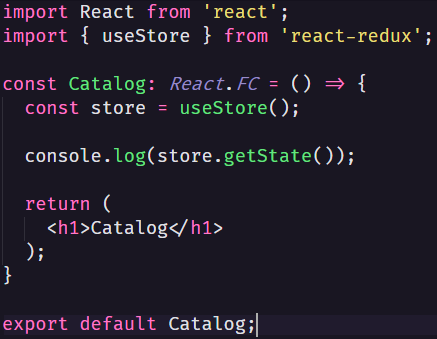 import React from 'react';
import { useStore } from 'react-redux';
const Catalog: React.FC = () => {
const store = useStore();
console.log(store.getState());
return (
<h1>Catalog</h1>
);
}
export default Catalog;